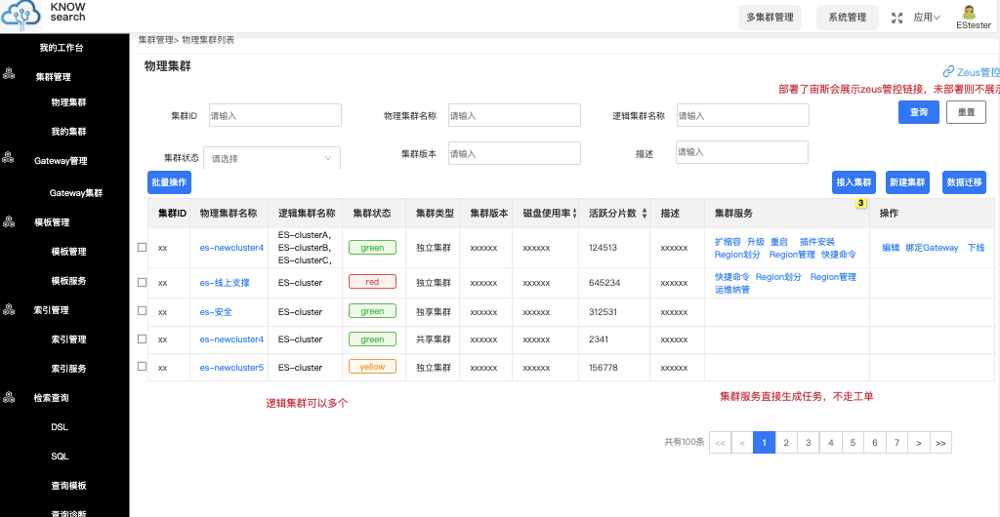 KNOW
search
多集群管理
系统管理
应用
EStester
我的工作台
集群管理
物理集群
我的集群
Gateway管理
Gateway集群
模板管理
模板管理
模板服务
索引管理
索引管理
索引服务
检索查询
DSL
SQL
查询模板
查询诊断
集群管理> 物理集群列表
物理集群
Zeus管控
部署了宙斯会展示zeus管控链接，未部署则不展示
集群ID 请输入 物理集群名称 请输入 逻辑集群名称 请输入 查询 重置
集群状态 请选择 集群版本 请输入 描述 请输入
批量操作 接入集群 新建集群 数据迁移
3
集群ID 物理集群名称 逻辑集群名称 集群状态 集群类型 集群版本 磁盘使用率 活跃分片数 描述 集群服务 操作
xx es-newcluster4 ES-clusterA, ES-clusterB, ES-clusterC, green 独立集群 xxxxxx xxxxxx 124513 xxxxxx 扩缩容 升级 重启 插件安装 Region划分 Region管理 快捷命令 编辑 绑定Gateway 下线
xx es-线上支撑 ES-cluster red 独立集群 xxxxxx xxxxxx 645234 xxxxxx 快捷命令 Region划分 Region管理 运维纳管
xx es-安全 ES-cluster green 独享集群 xxxxxx xxxxxx 312531 xxxxxx
xx es-newcluster4 ES-cluster green 共享集群 xxxxxx xxxxxx 2341 xxxxxx
xx es-newcluster5 ES-cluster yellow 独立集群 xxxxxx xxxxxx 156778 xxxxxx
逻辑集群可以多个
集群服务直接生成任务，不走工单
共有100条 << < 1 2 3 4 5 6 7 > >>